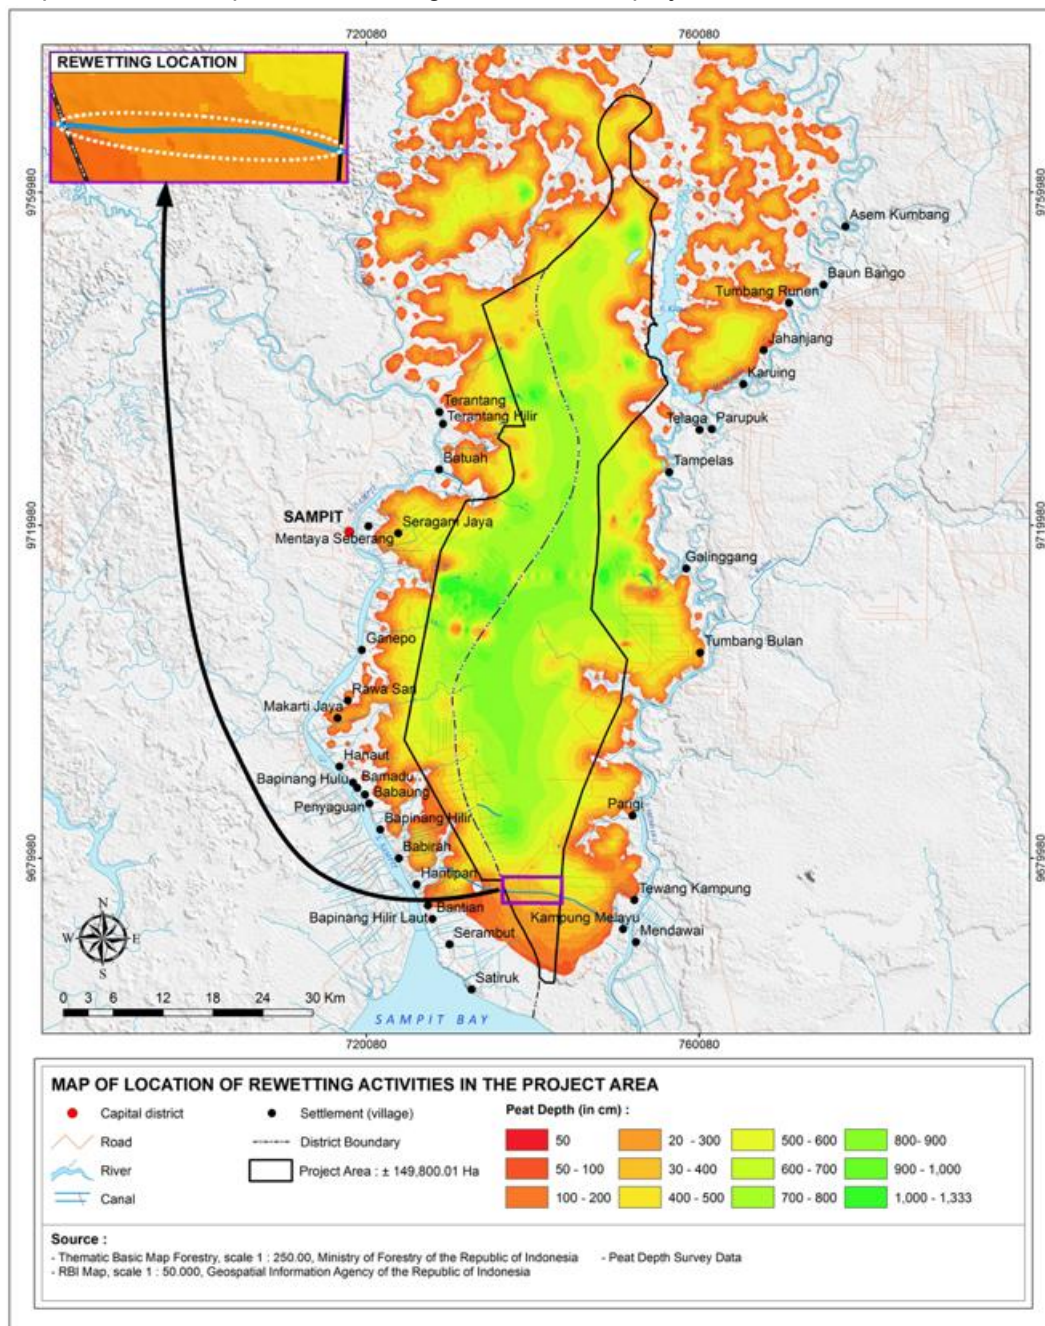 720080 760080
REWETTING LOCATION
9759980 9759980
Asem Kumbang
Baun Bango
Tumbang Runen
Jahanjang
Karuing
Terantang
Terantang Hilir
Telaga Parupuk
Batuah
Tampelas
SAMPIT
Seragam Jaya
Mentaya Seberang
9719980 9719980
Galinggang
Ganepo
Tumbang Bulan
Rawa Sari
Makarti Jaya
Hanaut
Bapinang Hulu Bamadu
Babaung
Penyaguan
Bapinang Hilir
Pangi
Babirah
9679980 9679980
Hantipan
Tewang Kampung
Bantian
Bapinang Hilir Laut
Kampung Melayu
Mendawai
Serambut
Satiruk
N
W E
S
0 3 6 12 18 24 30 Km
SAMPIT BAY
720080 760080
MAP OF LOCATION OF REWETTING ACTIVITIES IN THE PROJECT AREA
Capital district
Settlement (village)
Road
District Boundary
River
Project Area : ± 149,800.01 Ha
Canal
Peat Depth (in cm) :
50 20 - 300 500 - 600 800- 900
50 - 100 30 - 400 600 - 700 900 - 1,000
100 - 200 400 - 500 700 - 800 1,000 - 1,333
Source :
- Thematic Basic Map Forestry, scale 1 : 250.00, Ministry of Forestry of the Republic of Indonesia - Peat Depth Survey Data
- RBI Map, scale 1 : 50.000, Geospatial Information Agency of the Republic of Indonesia